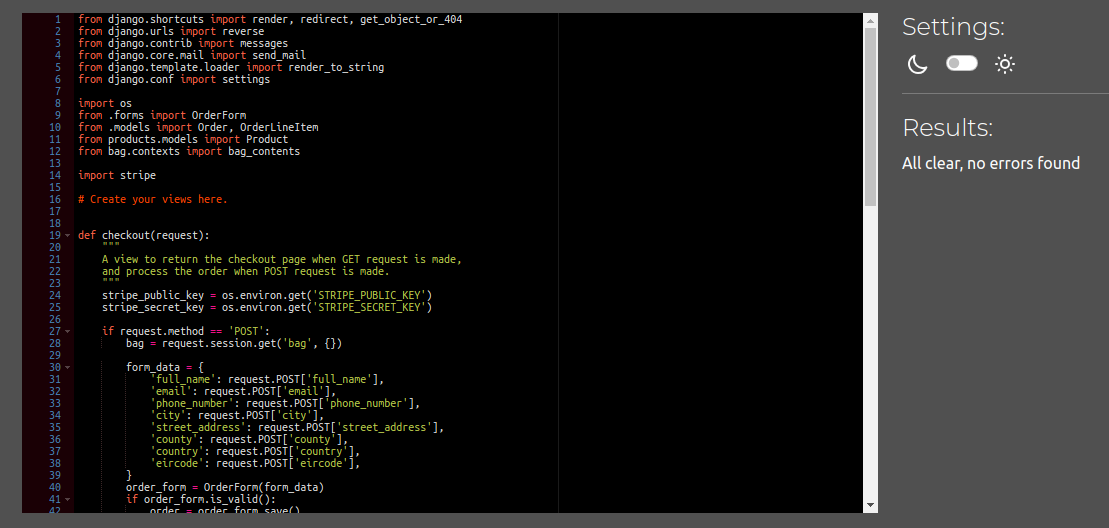 1 from django.shortcuts import render, redirect, get_object_or_404
2 from django.urls import reverse
3 from django.contrib import messages
4 from django.core.mail import send_mail
5 from django.template.loader import render_to_string
6 from django.conf import settings
7
8 import os
9 from .forms import OrderForm
10 from .models import Order, OrderLineItem
11 from products.models import Product
12 from bag.contexts import bag_contents
13
14 import stripe
15
16 # Create your views here.
17
18
19 def checkout(request):
20     """
21     A view to return the checkout page when GET request is made,
22     and process the order when POST request is made.
23     """
24     stripe_public_key = os.environ.get('STRIPE_PUBLIC_KEY')
25     stripe_secret_key = os.environ.get('STRIPE_SECRET_KEY')
26
27     if request.method == 'POST':
28         bag = request.session.get('bag', {})
29
30         form_data = {
31             'full_name': request.POST['full_name'],
32             'email': request.POST['email'],
33             'phone_number': request.POST['phone_number'],
34             'city': request.POST['city'],
35             'street_address': request.POST['street_address'],
36             'county': request.POST['county'],
37             'country': request.POST['country'],
38             'eircode': request.POST['eircode'],
39         }
40         order_form = OrderForm(form_data)
41         if order_form.is_valid():
42             order = order_form.save()
Settings:
Results:
All clear, no errors found